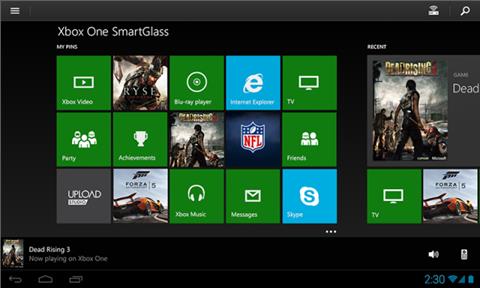 Xbox One SmartGlass
MY PINS
RECENT
Xbox Video
RYSE
Blu-ray player
Internet Explorer
TV
DEADRISING 3
GAME
Dead
Party
Achievements
DEADRISING 3
NFL
Friends
UPLOAD
STUDIO
FORZA 5
Xbox Music
Messages
Skype
TV
FORZA 5
Dead Rising 3
Now playing on Xbox One
2:30